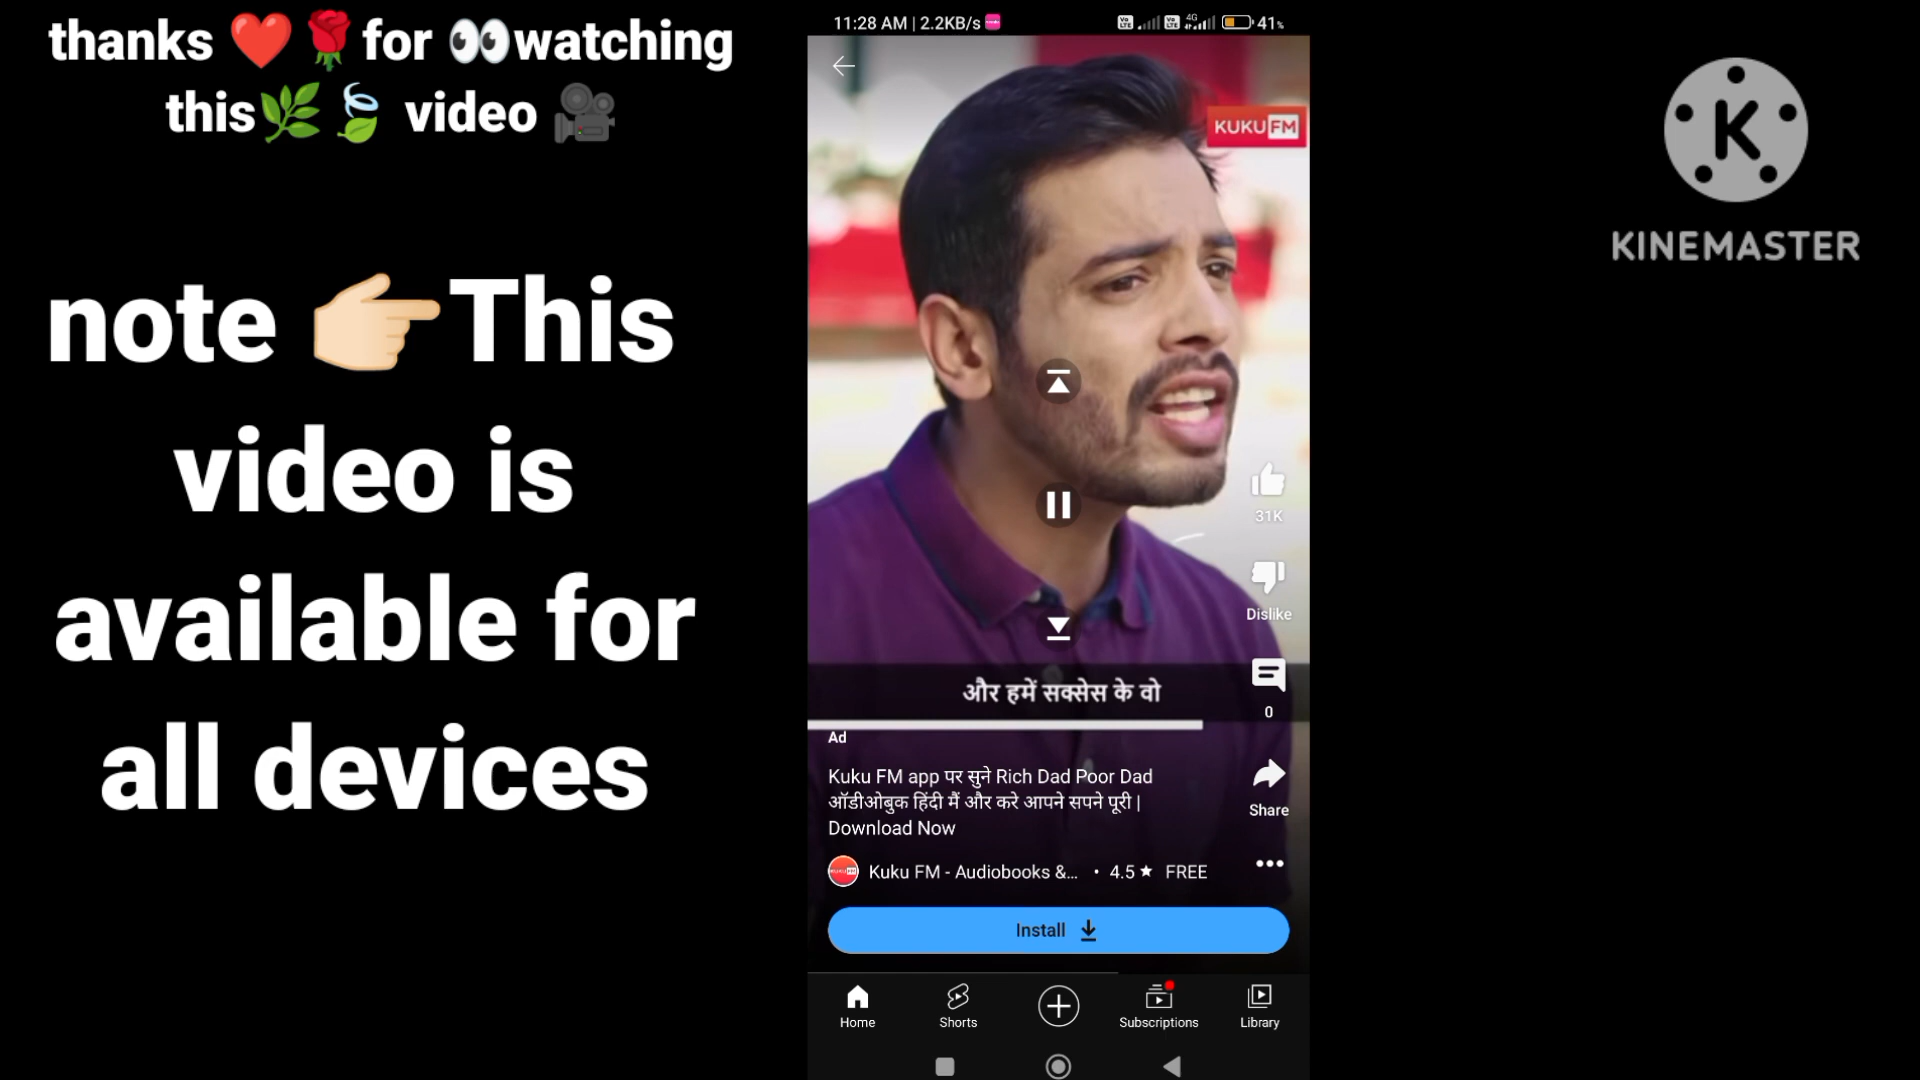 thanks ❤️🌹for 👀watching
this🌿🍃 video 🎥
note 👉🏻This
video is
available for
all devices
11:28 AM | 2.2KB/s
4G
41%
KUKU FM
31K
Dislike
और हमें सक्सेस के वो
0
Ad
Kuku FM app पर सुने Rich Dad Poor Dad
ऑडीओबुक हिंदी मैं और करे आपने सपने पूरी |
Download Now
Share
Kuku FM - Audiobooks &... • 4.5 ★ FREE
Install
Home
Shorts
Subscriptions
Library
K
KINEMASTER